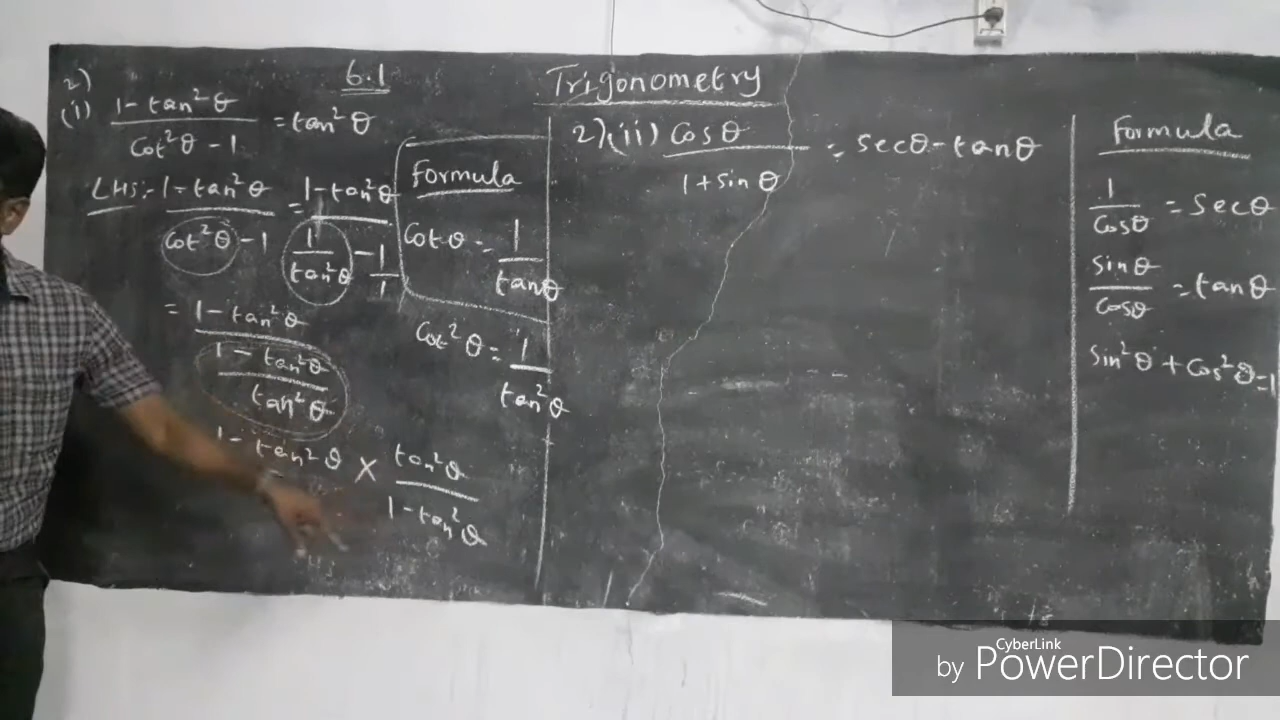 6.1
Trigonometry
2)
(i) 1 - tan²θ / cot²θ - 1 = tan²θ
LHS:- 1 - tan²θ / cot²θ - 1 = 1 - tan²θ / 1/tan²θ - 1/1
= 1 - tan²θ / 1 - tan²θ / tan²θ
1 - tan²θ × tan²θ / 1 - tan²θ
Formula
cot θ = 1 / tanθ
cot²θ = 1 / tan²θ
2)(ii) cosθ / 1 + sinθ = secθ - tanθ
Formula
1 / cosθ = secθ
sinθ / cosθ = tanθ
sin²θ + cos²θ = 1
CyberLink
by PowerDirector